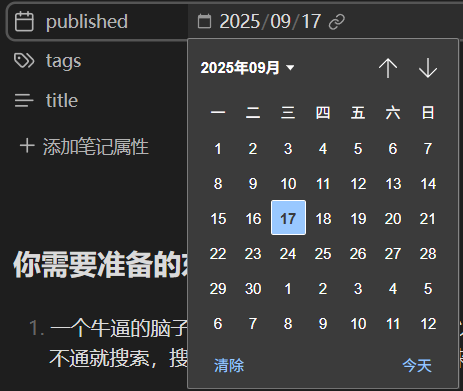 published 2025/09/17
tags
title
添加笔记属性
2025年09月
一 二 三 四 五 六 日
1 2 3 4 5 6 7
8 9 10 11 12 13 14
15 16 17 18 19 20 21
22 23 24 25 26 27 28
29 30 1 2 3 4 5
6 7 8 9 10 11 12
清除 今天
你需要准备的
1. 一个牛逼的脑子
不通就搜索，搜